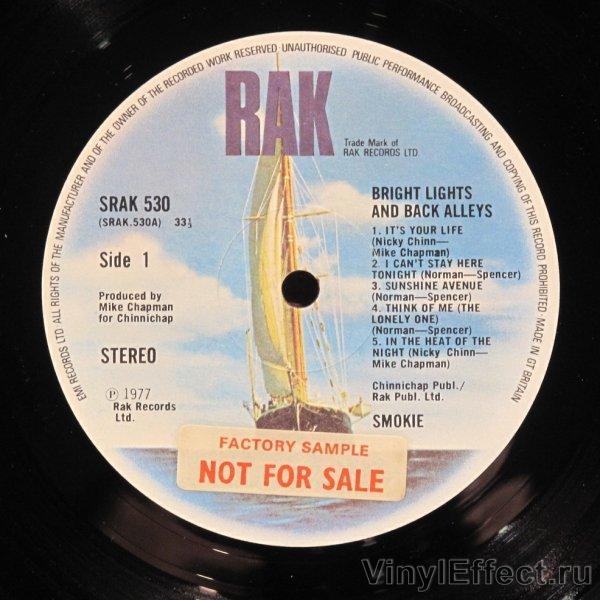 EMI RECORDS LTD ALL RIGHTS OF THE MANUFACTURER AND OF THE OWNER OF THE RECORDED WORK RESERVED UNAUTHORISED PUBLIC PERFORMANCE BROADCASTING AND COPYING OF THIS RECORD PROHIBITED · MADE IN GT BRITAIN
RAK
Trade Mark of
RAK RECORDS LTD.
SRAK 530
(SRAK.530A) 33⅓
Side 1
Produced by
Mike Chapman
for Chinnichap
STEREO
Ⓟ 1977
Rak Records
Ltd.
BRIGHT LIGHTS
AND BACK ALLEYS
1. IT'S YOUR LIFE
(Nicky Chinn—
Mike Chapman)
2. I CAN'T STAY HERE
TONIGHT (Norman—Spencer)
3. SUNSHINE AVENUE
(Norman—Spencer)
4. THINK OF ME (THE
LONELY ONE)
(Norman—Spencer)
5. IN THE HEAT OF THE
NIGHT (Nicky Chinn—
Mike Chapman)
Chinnichap Publ./
Rak Publ. Ltd.
SMOKIE
FACTORY SAMPLE
NOT FOR SALE
VinylEffect.ru